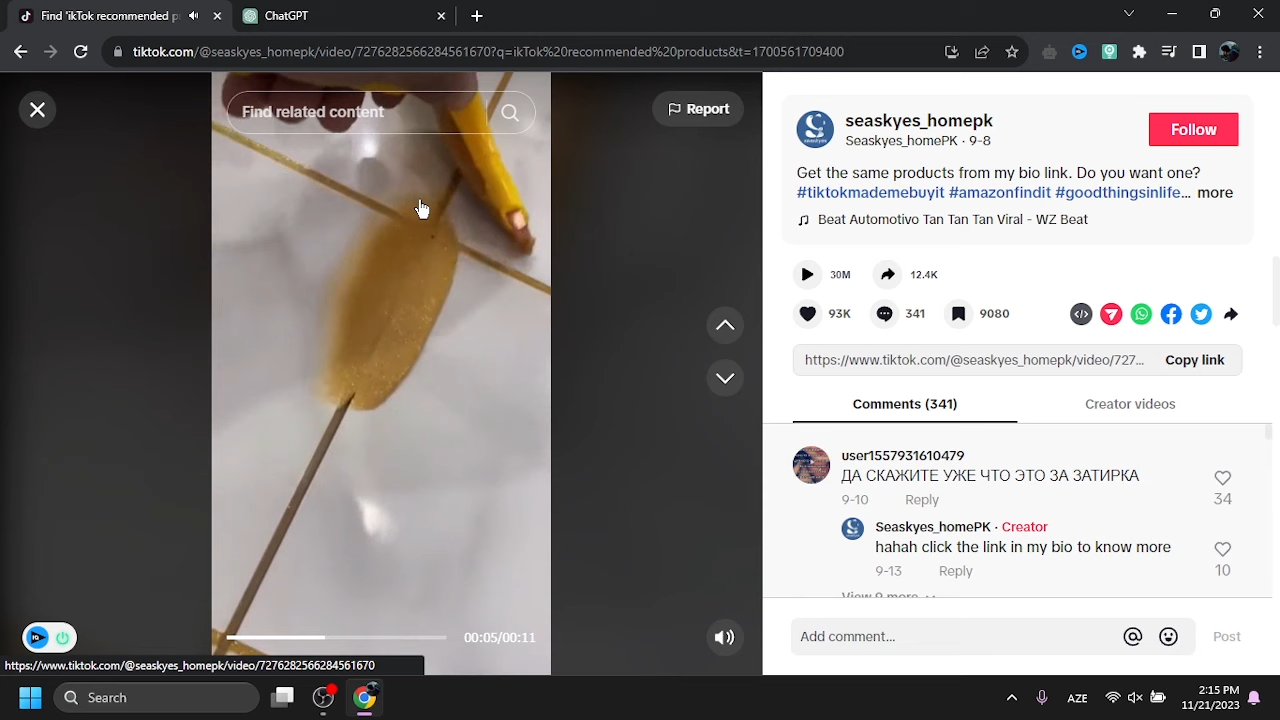 Find iTok recommended p
ChatGPT
tiktok.com/@seaskyes_homepk/video/7276282566284561670?q=ikTok%20recommended%20products&t=1700561709400
Find related content
Report
seaskyes_homepk
Seaskyes_homePK · 9-8
Follow
Get the same products from my bio link. Do you want one?
#tiktokmademebuyit #amazonfindit #goodthingsinlife... more
Beat Automotivo Tan Tan Tan Viral - WZ Beat
30M
12.4K
93K
341
9080
https://www.tiktok.com/@seaskyes_homepk/video/727...
Copy link
Comments (341)
Creator videos
user1557931610479
ДА СКАЖИТЕ УЖЕ ЧТО ЭТО ЗА ЗАТИРКА
9-10
Reply
34
Seaskyes_homePK · Creator
hahah click the link in my bio to know more
9-13
Reply
10
View 9 more
00:05/00:11
Add comment...
Post
https://www.tiktok.com/@seaskyes_homepk/video/7276282566284561670
Search
AZE
2:15 PM
11/21/2023